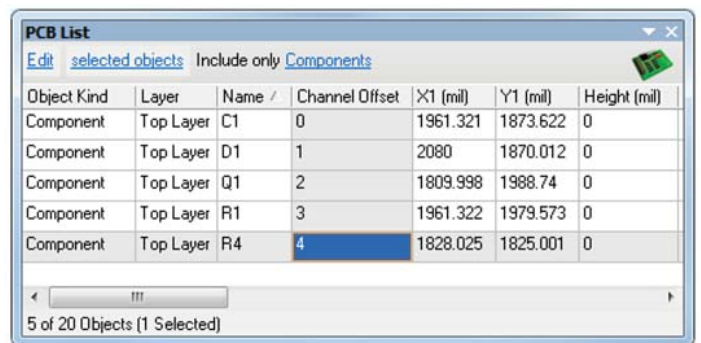 PCB List
Edit selected objects Include only Components
Object Kind Layer Name Channel Offset X1 (mil) Y1 (mil) Height (mil)
Component Top Layer C1 0 1961.321 1873.622 0
Component Top Layer D1 1 2080 1870.012 0
Component Top Layer Q1 2 1809.998 1988.74 0
Component Top Layer R1 3 1961.322 1979.573 0
Component Top Layer R4 4 1828.025 1825.001 0
5 of 20 Objects (1 Selected)